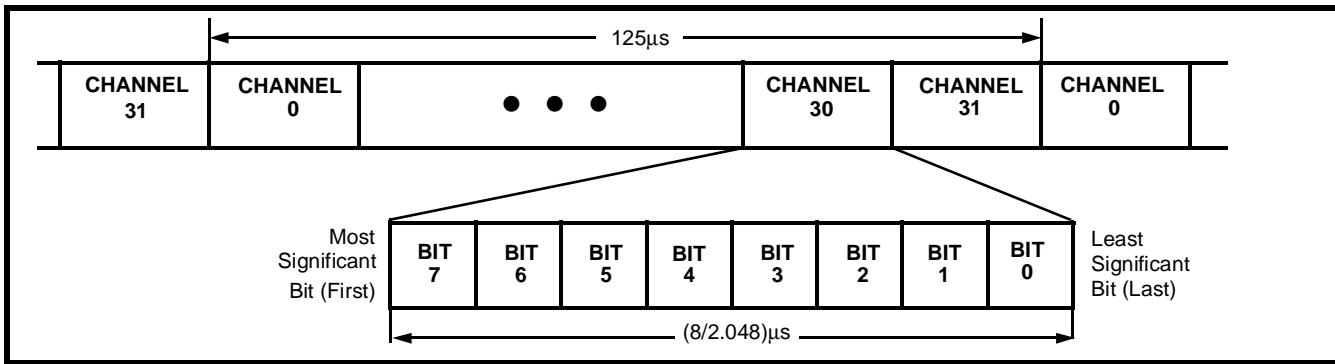 125µs
CHANNEL 31
CHANNEL 0
• • •
CHANNEL 30
CHANNEL 31
CHANNEL 0
Most
Significant
Bit (First)
BIT 7
BIT 6
BIT 5
BIT 4
BIT 3
BIT 2
BIT 1
BIT 0
Least
Significant
Bit (Last)
(8/2.048)µs